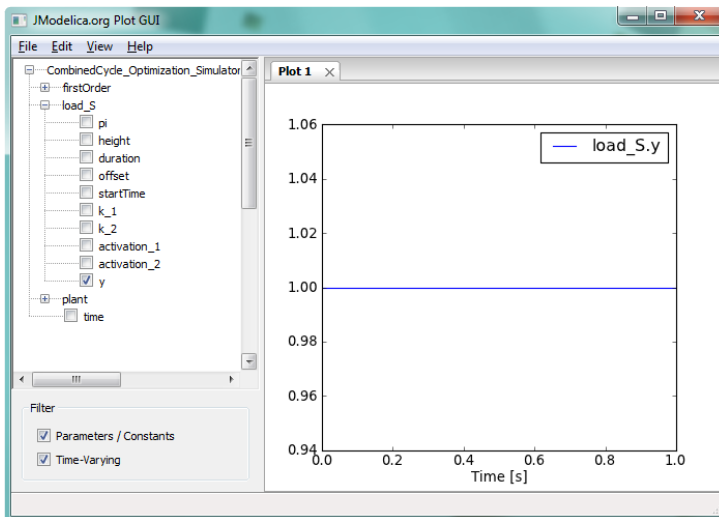 JModelica.org Plot GUI
File Edit View Help
CombinedCycle_Optimization_Simulator
firstOrder
load_S
pi
height
duration
offset
startTime
k_1
k_2
activation_1
activation_2
y
plant
time
Filter
Parameters / Constants
Time-Varying
Plot 1
1.06
1.04
1.02
1.00
0.98
0.96
0.94
load_S.y
0.0 0.2 0.4 0.6 0.8 1.0
Time [s]